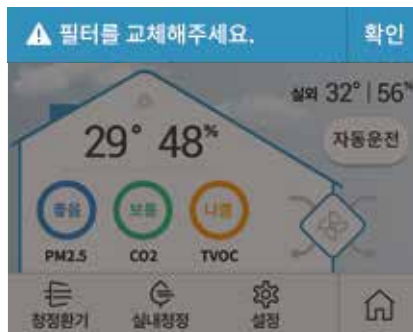 필터를 교체해주세요. 확인
실외 32° | 56%
29° 48%
자동운전
좋음 보통 나쁨
PM2.5 CO2 TVOC
청정환기 실내청정 설정